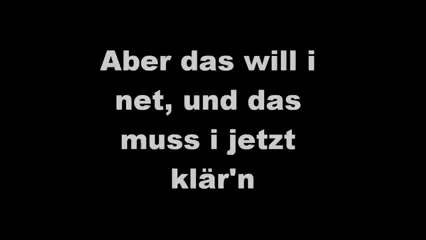 Aber das will i
net, und das
muss i jetzt
klär'n